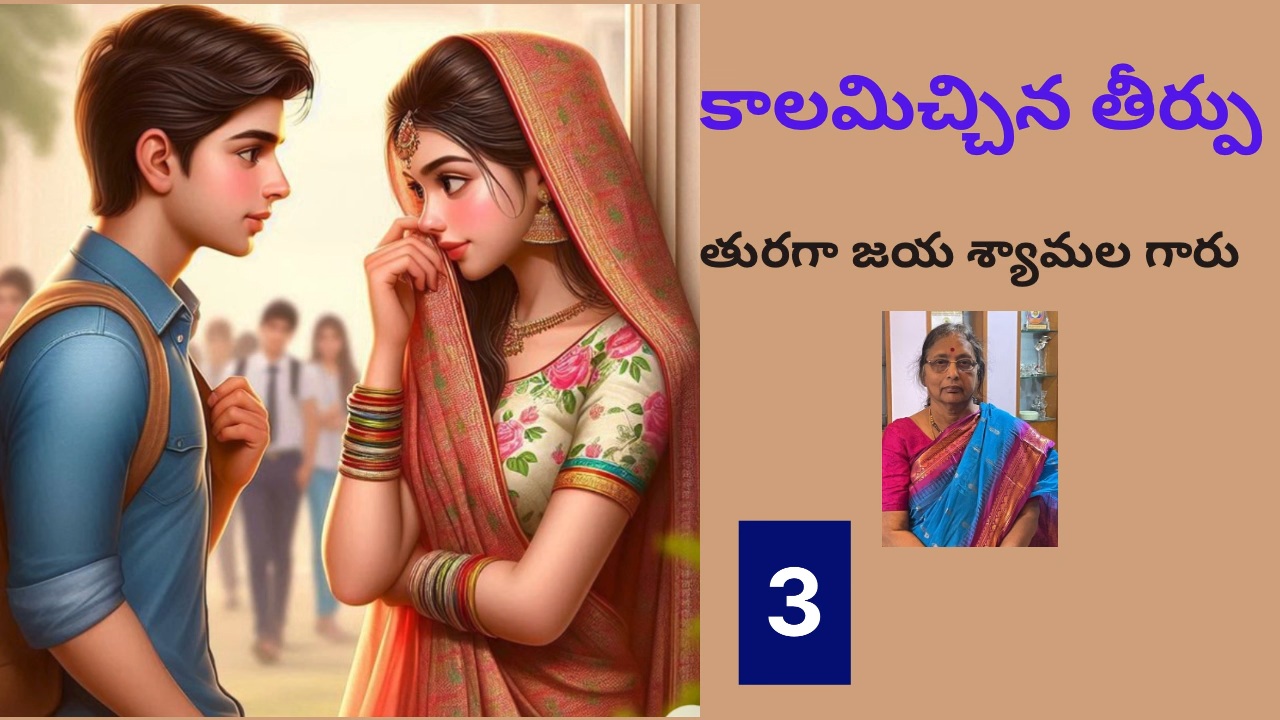 కాలమిచ్చిన తీర్పు
తురగా జయ శ్యామల గారు
3